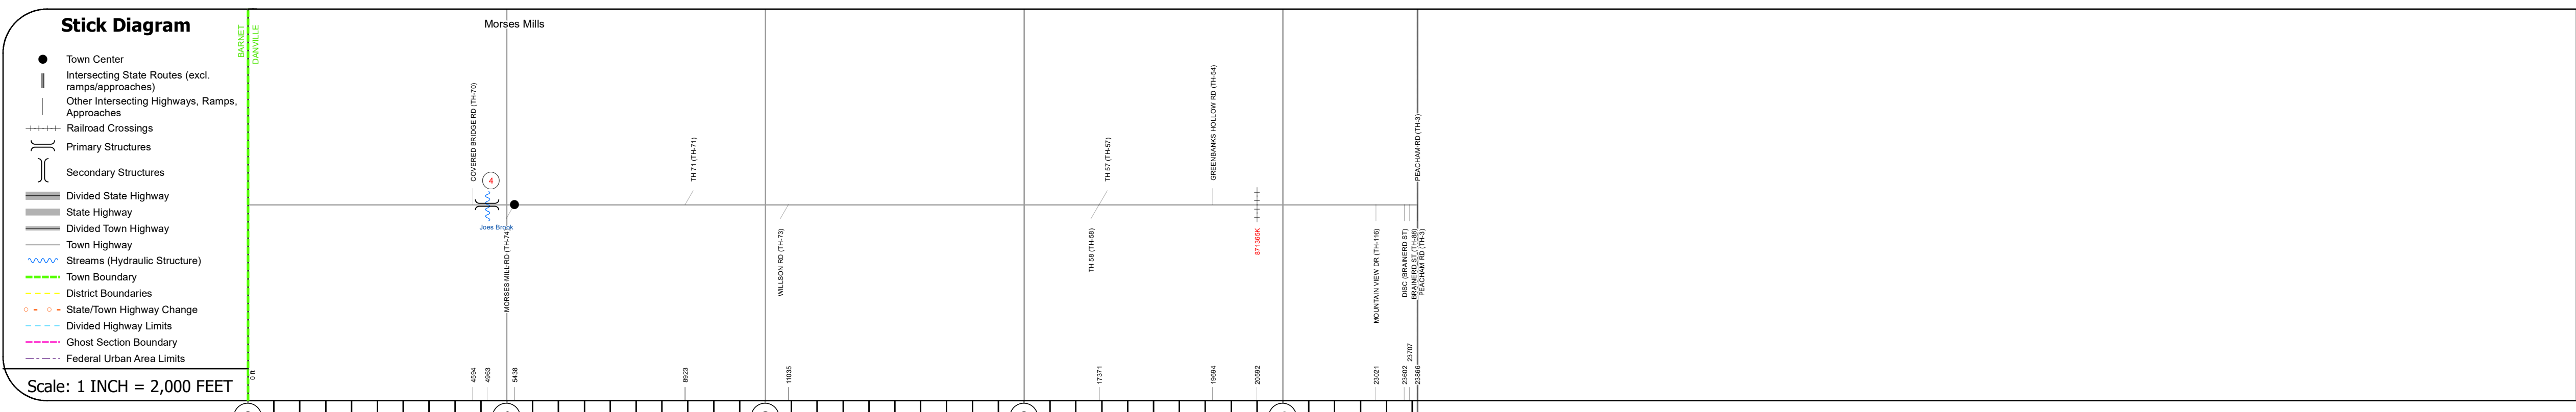 Stick Diagram
Town Center
Intersecting State Routes (excl.
ramps/approaches)
Other Intersecting Highways, Ramps,
Approaches
Railroad Crossings
Primary Structures
Secondary Structures
Divided State Highway
State Highway
Divided Town Highway
Town Highway
Streams (Hydraulic Structure)
Town Boundary
District Boundaries
State/Town Highway Change
Divided Highway Limits
Ghost Section Boundary
Federal Urban Area Limits
Scale: 1 INCH = 2,000 FEET
BARNET
DANVILLE
Morses Mills
COVERED BRIDGE RD (TH-70)
4
Joes Brook
MORSES MILL RD (TH-74
TH 71 (TH-71)
WILLSON RD (TH-73)
TH 57 (TH-57)
TH 58 (TH-58)
GREENBANKS HOLLOW RD (TH-54)
871365K
MOUNTAIN VIEW DR (TH-116)
DISC (BRAINERD ST)
BRAINERD ST (TH-88)
PEACHAM RD (TH-3)
PEACHAM RD (TH-3)
0 ft
4594
4963
5438
8923
11035
17371
19694
20592
23021
23602
23707
23866